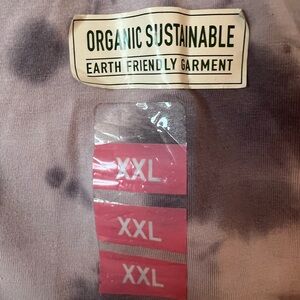 ORGANIC SUSTAINABLE
EARTH FRIENDLY GARMENT
XXL
XXL
XXL